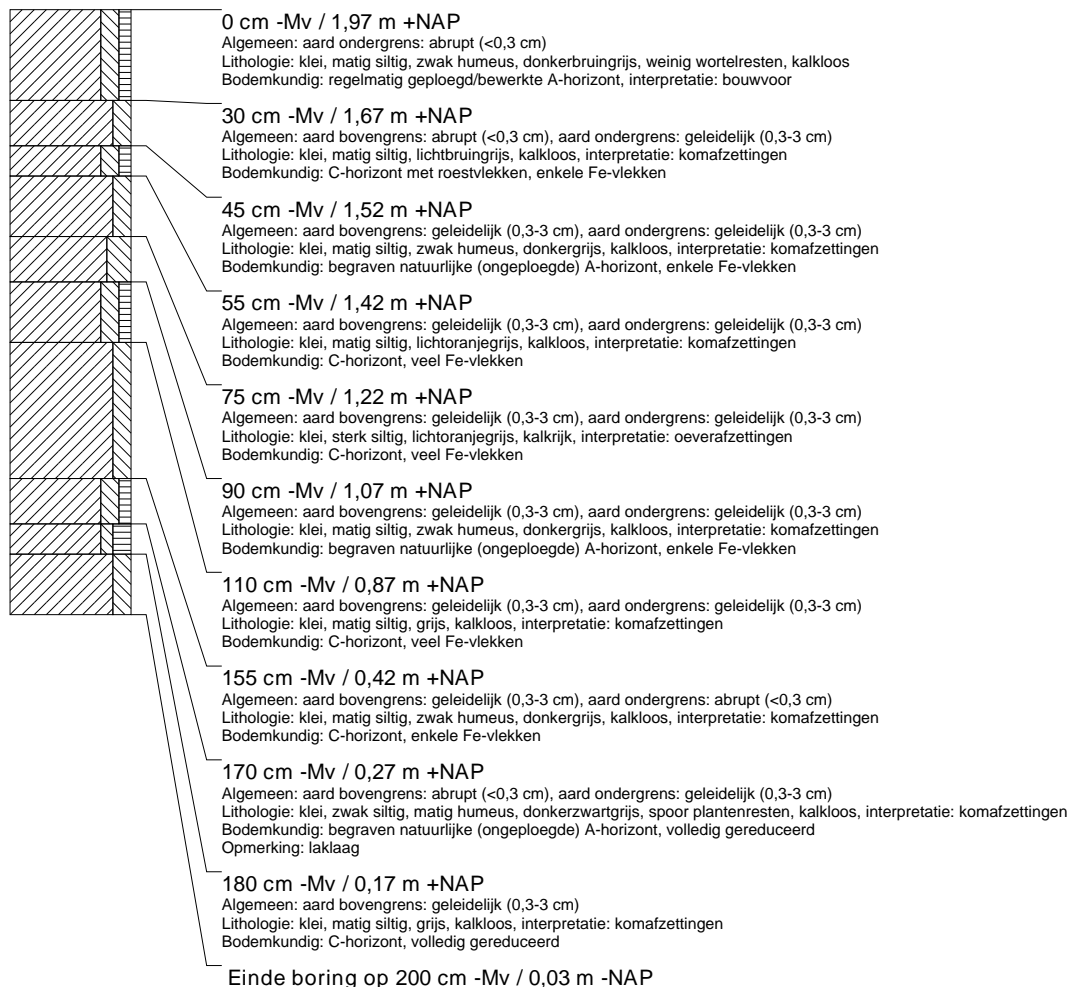 0 cm -Mv / 1,97 m +NAP
Algemeen: aard ondergrens: abrupt (<0,3 cm)
Lithologie: klei, matig siltig, zwak humeus, donkerbruingrijs, weinig wortelresten, kalkloos
Bodemkundig: regelmatig geploegd/bewerkte A-horizont, interpretatie: bouwvoor
30 cm -Mv / 1,67 m +NAP
Algemeen: aard bovengrens: abrupt (<0,3 cm), aard ondergrens: geleidelijk (0,3-3 cm)
Lithologie: klei, matig siltig, lichtbruingrijs, kalkloos, interpretatie: komafzettingen
Bodemkundig: C-horizont met roestvlekken, enkele Fe-vlekken
45 cm -Mv / 1,52 m +NAP
Algemeen: aard bovengrens: geleidelijk (0,3-3 cm), aard ondergrens: geleidelijk (0,3-3 cm)
Lithologie: klei, matig siltig, zwak humeus, donkergrijs, kalkloos, interpretatie: komafzettingen
Bodemkundig: begraven natuurlijke (ongeploegde) A-horizont, enkele Fe-vlekken
55 cm -Mv / 1,42 m +NAP
Algemeen: aard bovengrens: geleidelijk (0,3-3 cm), aard ondergrens: geleidelijk (0,3-3 cm)
Lithologie: klei, matig siltig, lichtoranjegrijs, kalkloos, interpretatie: komafzettingen
Bodemkundig: C-horizont, veel Fe-vlekken
75 cm -Mv / 1,22 m +NAP
Algemeen: aard bovengrens: geleidelijk (0,3-3 cm), aard ondergrens: geleidelijk (0,3-3 cm)
Lithologie: klei, sterk siltig, lichtoranjegrijs, kalkrijk, interpretatie: oeverafzettingen
Bodemkundig: C-horizont, veel Fe-vlekken
90 cm -Mv / 1,07 m +NAP
Algemeen: aard bovengrens: geleidelijk (0,3-3 cm), aard ondergrens: geleidelijk (0,3-3 cm)
Lithologie: klei, matig siltig, zwak humeus, donkergrijs, kalkloos, interpretatie: komafzettingen
Bodemkundig: begraven natuurlijke (ongeploegde) A-horizont, enkele Fe-vlekken
110 cm -Mv / 0,87 m +NAP
Algemeen: aard bovengrens: geleidelijk (0,3-3 cm), aard ondergrens: geleidelijk (0,3-3 cm)
Lithologie: klei, matig siltig, grijs, kalkloos, interpretatie: komafzettingen
Bodemkundig: C-horizont, veel Fe-vlekken
155 cm -Mv / 0,42 m +NAP
Algemeen: aard bovengrens: geleidelijk (0,3-3 cm), aard ondergrens: abrupt (<0,3 cm)
Lithologie: klei, matig siltig, zwak humeus, donkergrijs, kalkloos, interpretatie: komafzettingen
Bodemkundig: C-horizont, enkele Fe-vlekken
170 cm -Mv / 0,27 m +NAP
Algemeen: aard bovengrens: abrupt (<0,3 cm), aard ondergrens: geleidelijk (0,3-3 cm)
Lithologie: klei, zwak siltig, matig humeus, donkerzwartgrijs, spoor plantenresten, kalkloos, interpretatie: komafzettingen
Bodemkundig: begraven natuurlijke (ongeploegde) A-horizont, volledig gereduceerd
Opmerking: laklaag
180 cm -Mv / 0,17 m +NAP
Algemeen: aard bovengrens: geleidelijk (0,3-3 cm)
Lithologie: klei, matig siltig, grijs, kalkloos, interpretatie: komafzettingen
Bodemkundig: C-horizont, volledig gereduceerd
Einde boring op 200 cm -Mv / 0,03 m -NAP